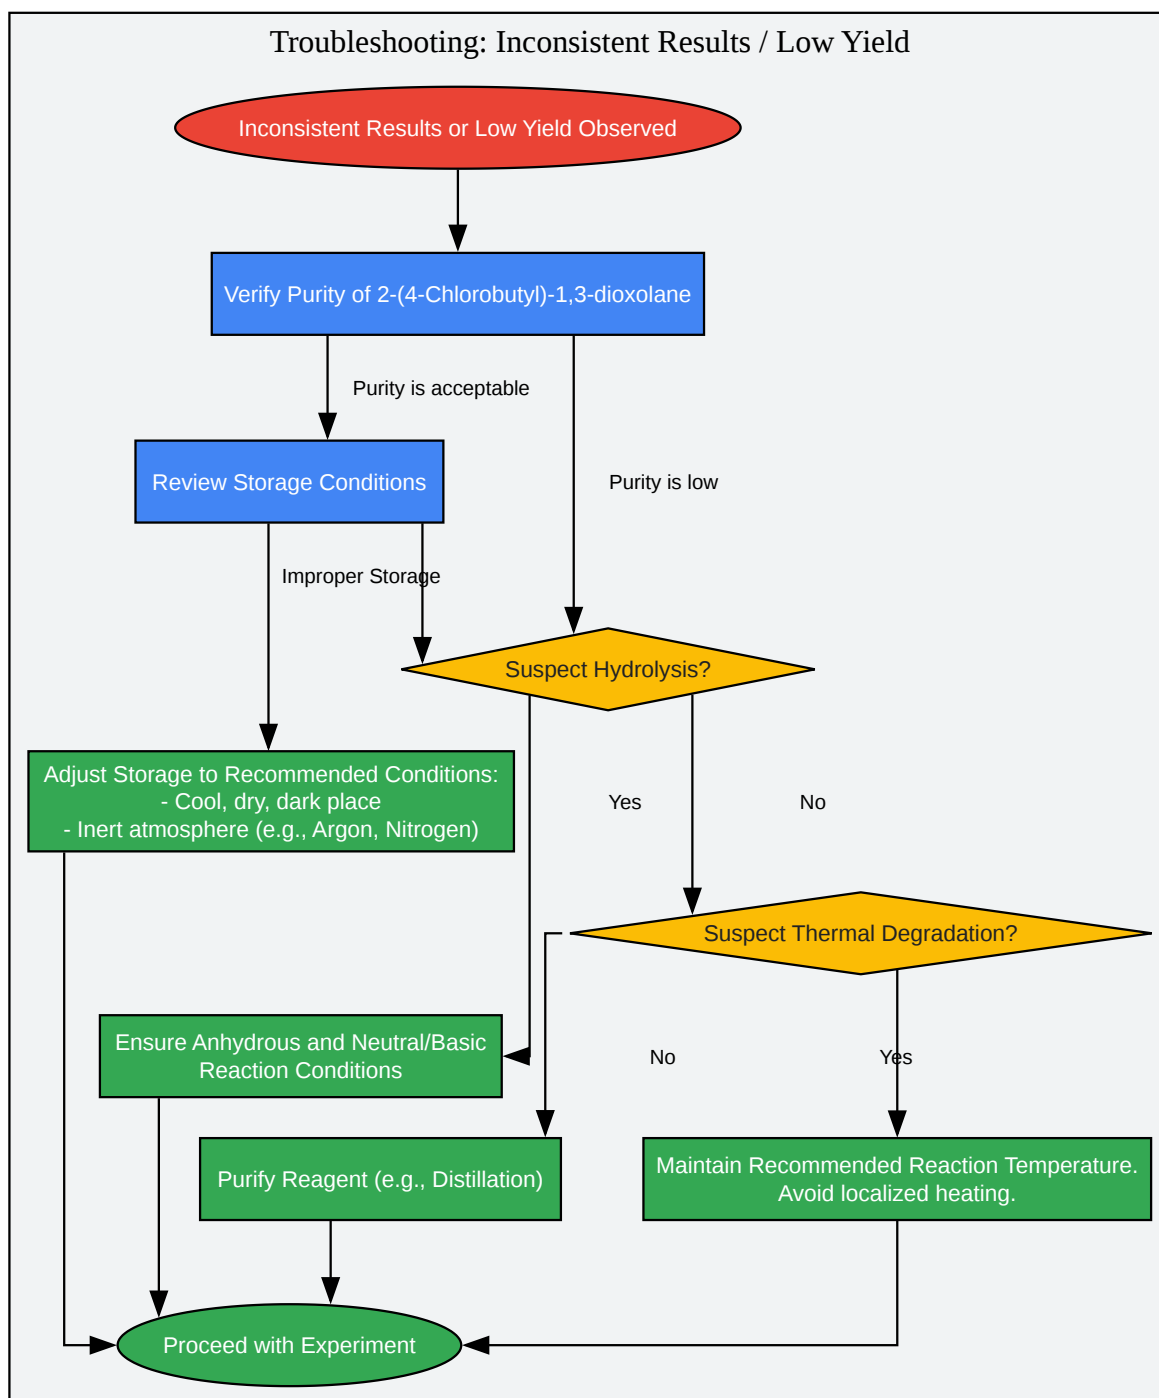 Troubleshooting: Inconsistent Results / Low Yield
Inconsistent Results or Low Yield Observed
Verify Purity of 2-(4-Chlorobutyl)-1,3-dioxolane
Purity is acceptable
Review Storage Conditions
Purity is low
Improper Storage
Suspect Hydrolysis?
Adjust Storage to Recommended Conditions:
- Cool, dry, dark place
- Inert atmosphere (e.g., Argon, Nitrogen)
Yes
No
Suspect Thermal Degradation?
Ensure Anhydrous and Neutral/Basic
Reaction Conditions
No
Yes
Purify Reagent (e.g., Distillation)
Maintain Recommended Reaction Temperature.
Avoid localized heating.
Proceed with Experiment